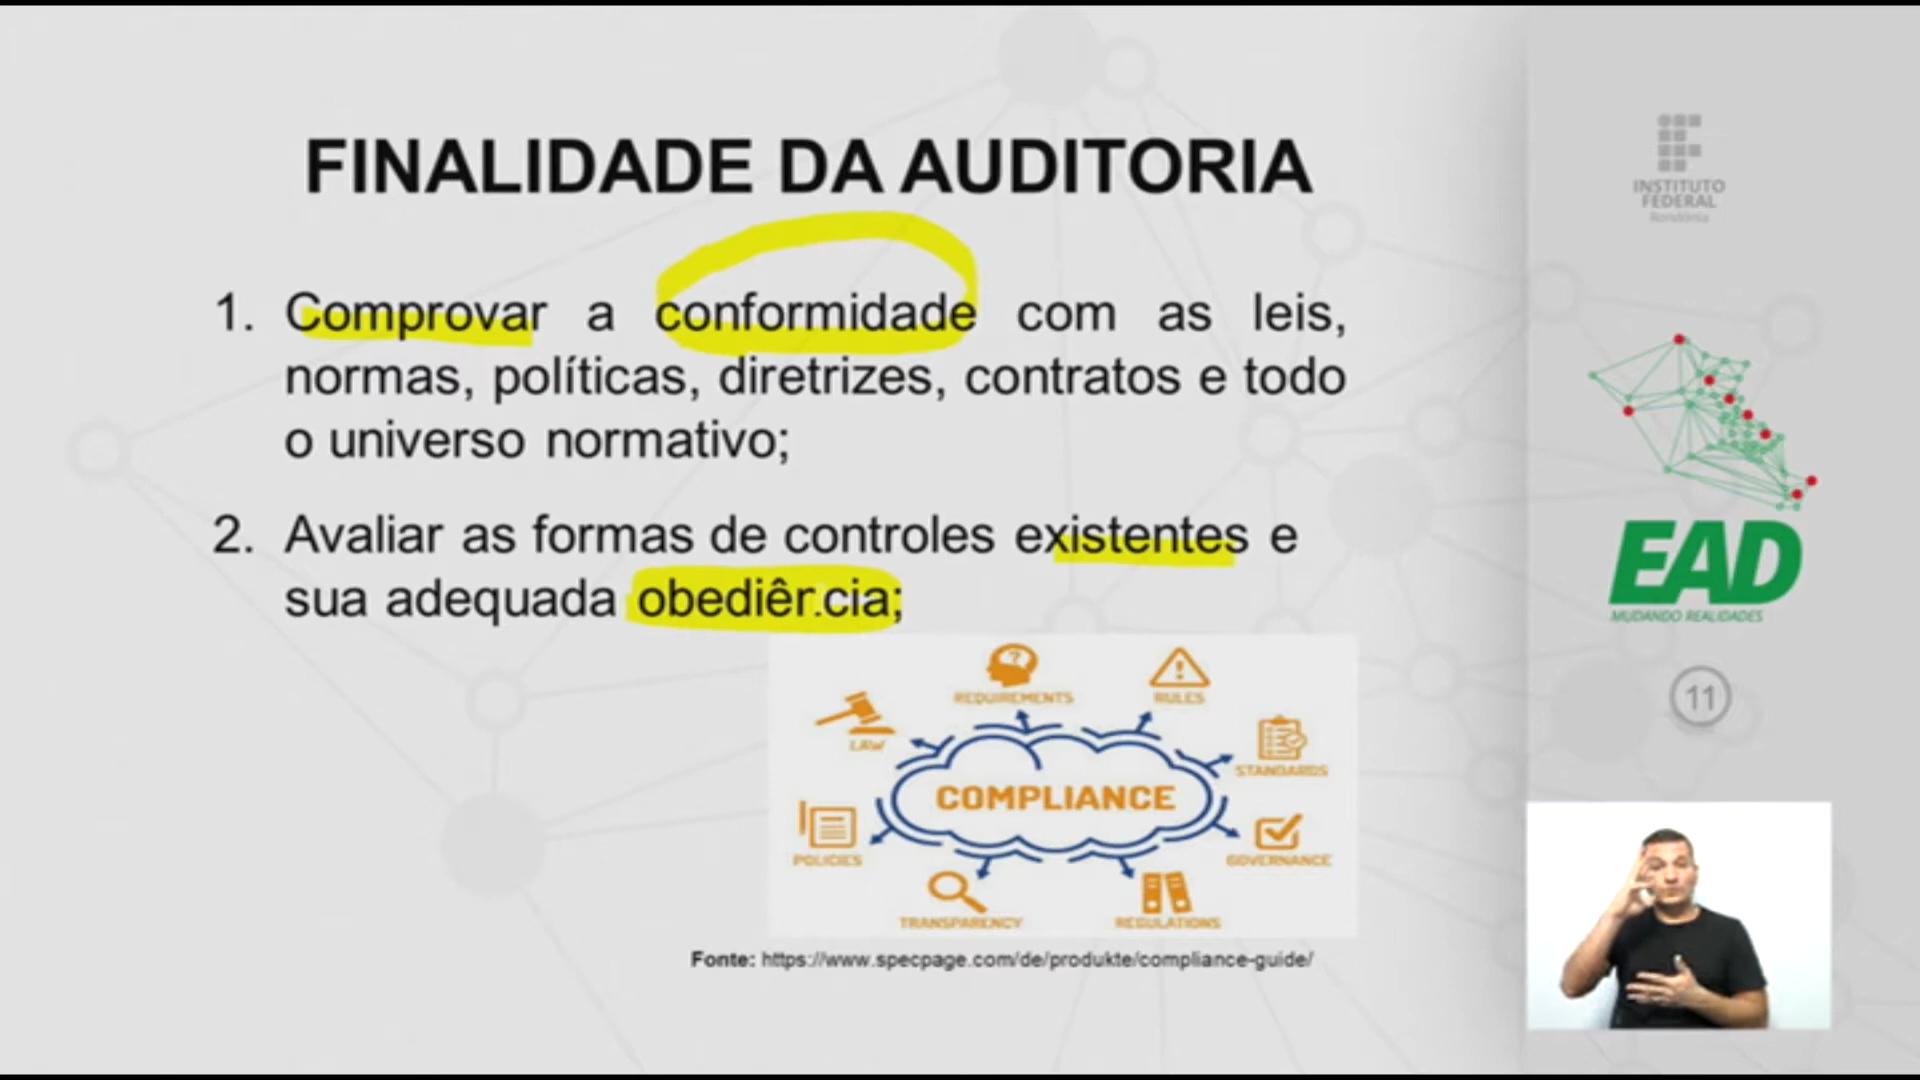 FINALIDADE DA AUDITORIA
1. Comprovar a conformidade com as leis,
normas, políticas, diretrizes, contratos e todo
o universo normativo;
2. Avaliar as formas de controles existentes e
sua adequada obediência;
REQUIREMENTS
RULES
LAW
STANDARDS
COMPLIANCE
POLICIES
GOVERNANCE
TRANSPARENCY
REGULATIONS
Fonte: https://www.specpage.com/de/produkte/compliance-guide/
INSTITUTO
FEDERAL
Rondônia
EAD
MUDANDO REALIDADES
11